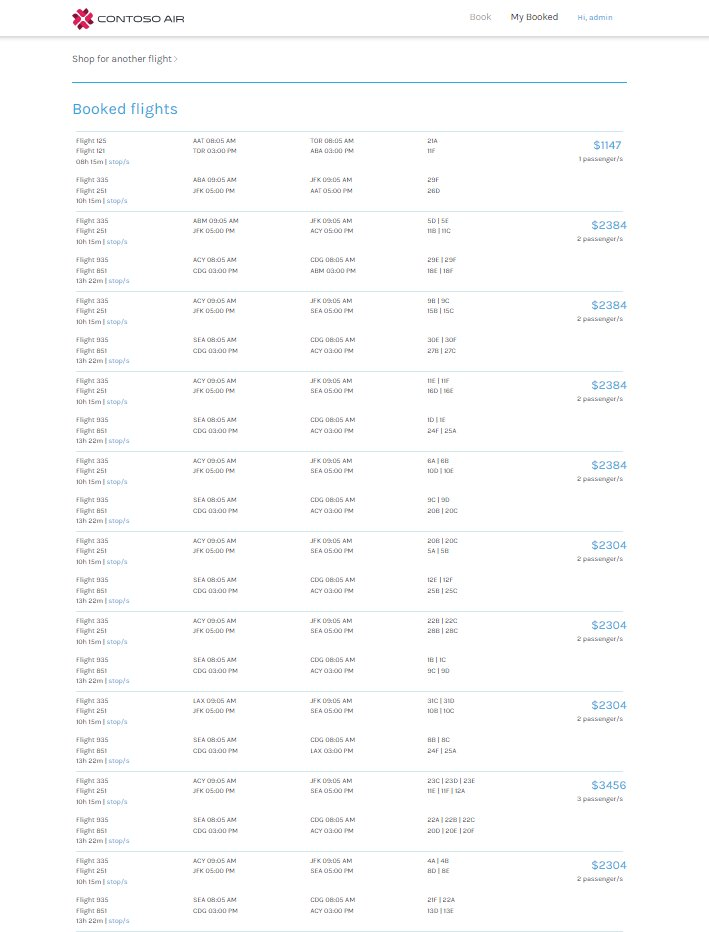 CONTOSO AIR Book My Booked Hi, admin
Shop for another flight >
Booked flights
Flight 125 AAT 08:05 AM TOR 08:05 AM 21A $1147
Flight 121 TOR 03:00 PM ABA 03:00 PM 11F 1 passenger/s
08h 15m | stop/s
Flight 335 ABA 09:05 AM JFK 09:05 AM 29F
Flight 251 JFK 05:00 PM AAT 05:00 PM 26D
10h 15m | stop/s
Flight 335 ABM 09:05 AM JFK 09:05 AM 5D | 5E $2384
Flight 251 JFK 05:00 PM ACY 05:00 PM 11B | 11C 2 passenger/s
10h 15m | stop/s
Flight 935 ACY 08:05 AM CDG 08:05 AM 29E | 29F
Flight 851 CDG 03:00 PM ABM 03:00 PM 18E | 18F
13h 22m | stop/s
Flight 335 ACY 09:05 AM JFK 09:05 AM 9B | 9C $2384
Flight 251 JFK 05:00 PM SEA 05:00 PM 15B | 15C 2 passenger/s
10h 15m | stop/s
Flight 935 SEA 08:05 AM CDG 08:05 AM 30E | 30F
Flight 851 CDG 03:00 PM ACY 03:00 PM 27B | 27C
13h 22m | stop/s
Flight 335 ACY 09:05 AM JFK 09:05 AM 11E | 11F $2384
Flight 251 JFK 05:00 PM SEA 05:00 PM 16D | 16E 2 passenger/s
10h 15m | stop/s
Flight 935 SEA 08:05 AM CDG 08:05 AM 1D | 1E
Flight 851 CDG 03:00 PM ACY 03:00 PM 24F | 25A
13h 22m | stop/s
Flight 335 ACY 09:05 AM JFK 09:05 AM 6A | 6B $2384
Flight 251 JFK 05:00 PM SEA 05:00 PM 10D | 10E 2 passenger/s
10h 15m | stop/s
Flight 935 SEA 08:05 AM CDG 08:05 AM 9C | 9D
Flight 851 CDG 03:00 PM ACY 03:00 PM 20B | 20C
13h 22m | stop/s
Flight 335 ACY 09:05 AM JFK 09:05 AM 20B | 20C $2304
Flight 251 JFK 05:00 PM SEA 05:00 PM 5A | 5B 2 passenger/s
10h 15m | stop/s
Flight 935 SEA 08:05 AM CDG 08:05 AM 12E | 12F
Flight 851 CDG 03:00 PM ACY 03:00 PM 25B | 25C
13h 22m | stop/s
Flight 335 ACY 09:05 AM JFK 09:05 AM 22B | 22C $2304
Flight 251 JFK 05:00 PM SEA 05:00 PM 28B | 28C 2 passenger/s
10h 15m | stop/s
Flight 935 SEA 08:05 AM CDG 08:05 AM 1B | 1C
Flight 851 CDG 03:00 PM ACY 03:00 PM 9C | 9D
13h 22m | stop/s
Flight 335 LAX 09:05 AM JFK 09:05 AM 31C | 31D $2304
Flight 251 JFK 05:00 PM SEA 05:00 PM 10B | 10C 2 passenger/s
10h 15m | stop/s
Flight 935 SEA 08:05 AM CDG 08:05 AM 8B | 8C
Flight 851 CDG 03:00 PM LAX 03:00 PM 24F | 25A
13h 22m | stop/s
Flight 335 ACY 09:05 AM JFK 09:05 AM 23C | 23D | 23E $3456
Flight 251 JFK 05:00 PM SEA 05:00 PM 11E | 11F | 12A 3 passenger/s
10h 15m | stop/s
Flight 935 SEA 08:05 AM CDG 08:05 AM 22A | 22B | 22C
Flight 851 CDG 03:00 PM ACY 03:00 PM 20D | 20E | 20F
13h 22m | stop/s
Flight 335 ACY 09:05 AM JFK 09:05 AM 4A | 4B $2304
Flight 251 JFK 05:00 PM SEA 05:00 PM 8D | 8E 2 passenger/s
10h 15m | stop/s
Flight 935 SEA 08:05 AM CDG 08:05 AM 21F | 22A
Flight 851 CDG 03:00 PM ACY 03:00 PM 13D | 13E
13h 22m | stop/s